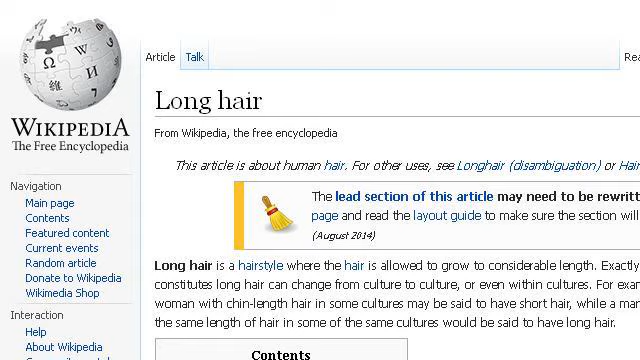 Article
Talk
Rea
Long hair
WIKIPEDIA
The Free Encyclopedia
From Wikipedia, the free encyclopedia
This article is about human hair. For other uses, see Longhair (disambiguation) or Hair
The lead section of this article may need to be rewritt
page and read the layout guide to make sure the section will
(August 2014)
Long hair is a hairstyle where the hair is allowed to grow to considerable length. Exactly
constitutes long hair can change from culture to culture, or even within cultures. For exam
woman with chin-length hair in some cultures may be said to have short hair, while a man
the same length of hair in some of the same cultures would be said to have long hair.
Contents
Navigation
Main page
Contents
Featured content
Current events
Random article
Donate to Wikipedia
Wikimedia Shop
Interaction
Help
About Wikipedia